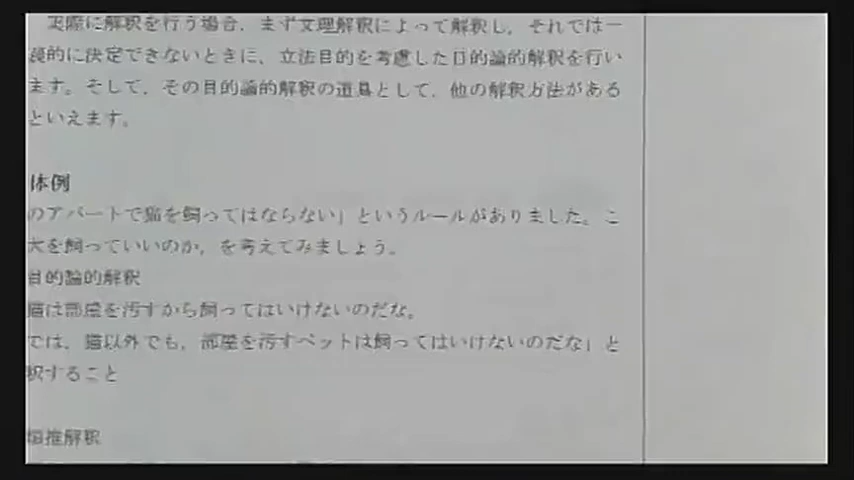 実際に解釈を行う場合、まず文理解釈によって解釈し、それでは一
義的に決定できないときに、立法目的を考慮した目的論的解釈を行い
ます。そして、その目的論的解釈の道具として、他の解釈方法がある
といえます。
体例
のアパートで猫を飼ってはならない」というルールがありました。こ
犬を飼っていいのか、を考えてみましょう。
目的論的解釈
猫は部屋を汚すから飼ってはいけないのだな。
では、猫以外でも、部屋を汚すペットは飼ってはいけないのだな」と
釈すること
類推解釈